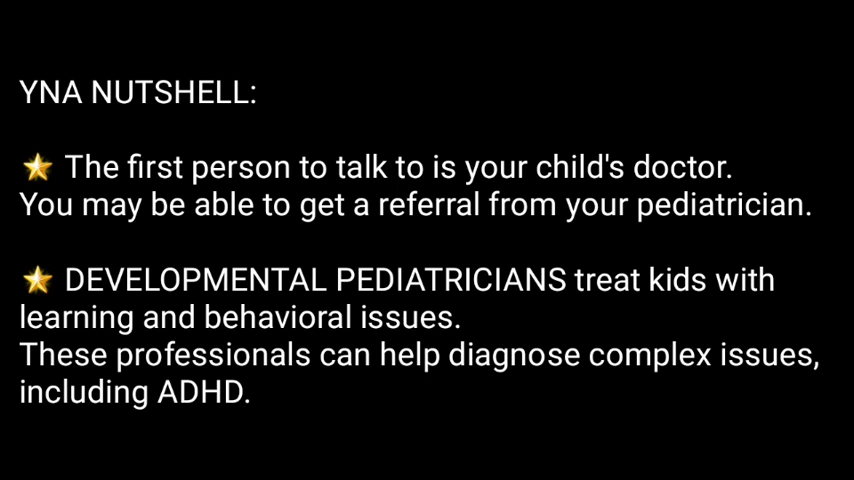 YNA NUTSHELL:
⭐ The first person to talk to is your child's doctor.
You may be able to get a referral from your pediatrician.
⭐ DEVELOPMENTAL PEDIATRICIANS treat kids with
learning and behavioral issues.
These professionals can help diagnose complex issues,
including ADHD.